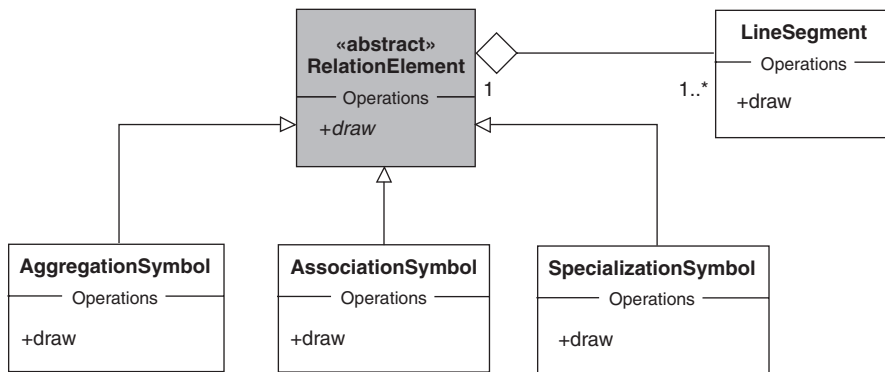 «abstract»
RelationElement
Operations
+draw
1
1..*
LineSegment
Operations
+draw
AggregationSymbol
Operations
+draw
AssociationSymbol
Operations
+draw
SpecializationSymbol
Operations
+draw